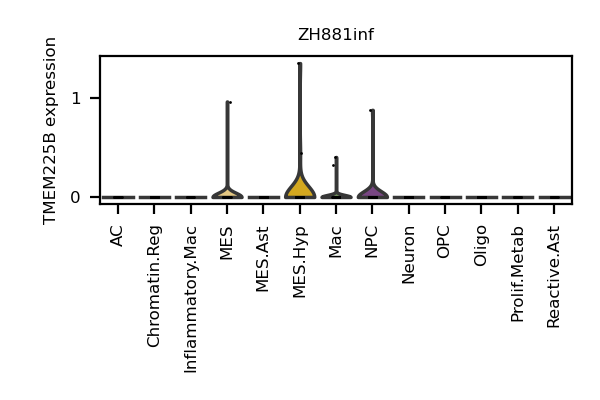 ZH881inf
TMEM225B expression
1
0
AC
Chromatin.Reg
Inflammatory.Mac
MES
MES.Ast
MES.Hyp
Mac
NPC
Neuron
OPC
Oligo
Prolif.Metab
Reactive.Ast